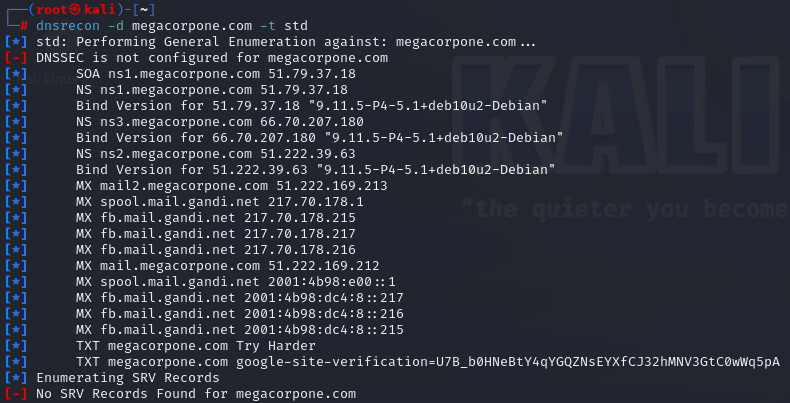 ┌──(root㉿kali)-[~]
└─# dnsrecon -d megacorpone.com -t std
[*] std: Performing General Enumeration against: megacorpone.com...
[-] DNSSEC is not configured for megacorpone.com
[*] SOA ns1.megacorpone.com 51.79.37.18
[*] NS ns1.megacorpone.com 51.79.37.18
[*] Bind Version for 51.79.37.18 "9.11.5-P4-5.1+deb10u2-Debian"
[*] NS ns3.megacorpone.com 66.70.207.180
[*] Bind Version for 66.70.207.180 "9.11.5-P4-5.1+deb10u2-Debian"
[*] NS ns2.megacorpone.com 51.222.39.63
[*] Bind Version for 51.222.39.63 "9.11.5-P4-5.1+deb10u2-Debian"
[*] MX mail2.megacorpone.com 51.222.169.213
[*] MX spool.mail.gandi.net 217.70.178.1
[*] MX fb.mail.gandi.net 217.70.178.215
[*] MX fb.mail.gandi.net 217.70.178.217
[*] MX fb.mail.gandi.net 217.70.178.216
[*] MX mail.megacorpone.com 51.222.169.212
[*] MX spool.mail.gandi.net 2001:4b98:e00::1
[*] MX fb.mail.gandi.net 2001:4b98:dc4:8::217
[*] MX fb.mail.gandi.net 2001:4b98:dc4:8::216
[*] MX fb.mail.gandi.net 2001:4b98:dc4:8::215
[*] TXT megacorpone.com Try Harder
[*] TXT megacorpone.com google-site-verification=U7B_b0HNeBtY4qYGQZNsEYXfCJ32hMNV3GtC0wWq5pA
[*] Enumerating SRV Records
[-] No SRV Records Found for megacorpone.com
KALI
"the quieter you become